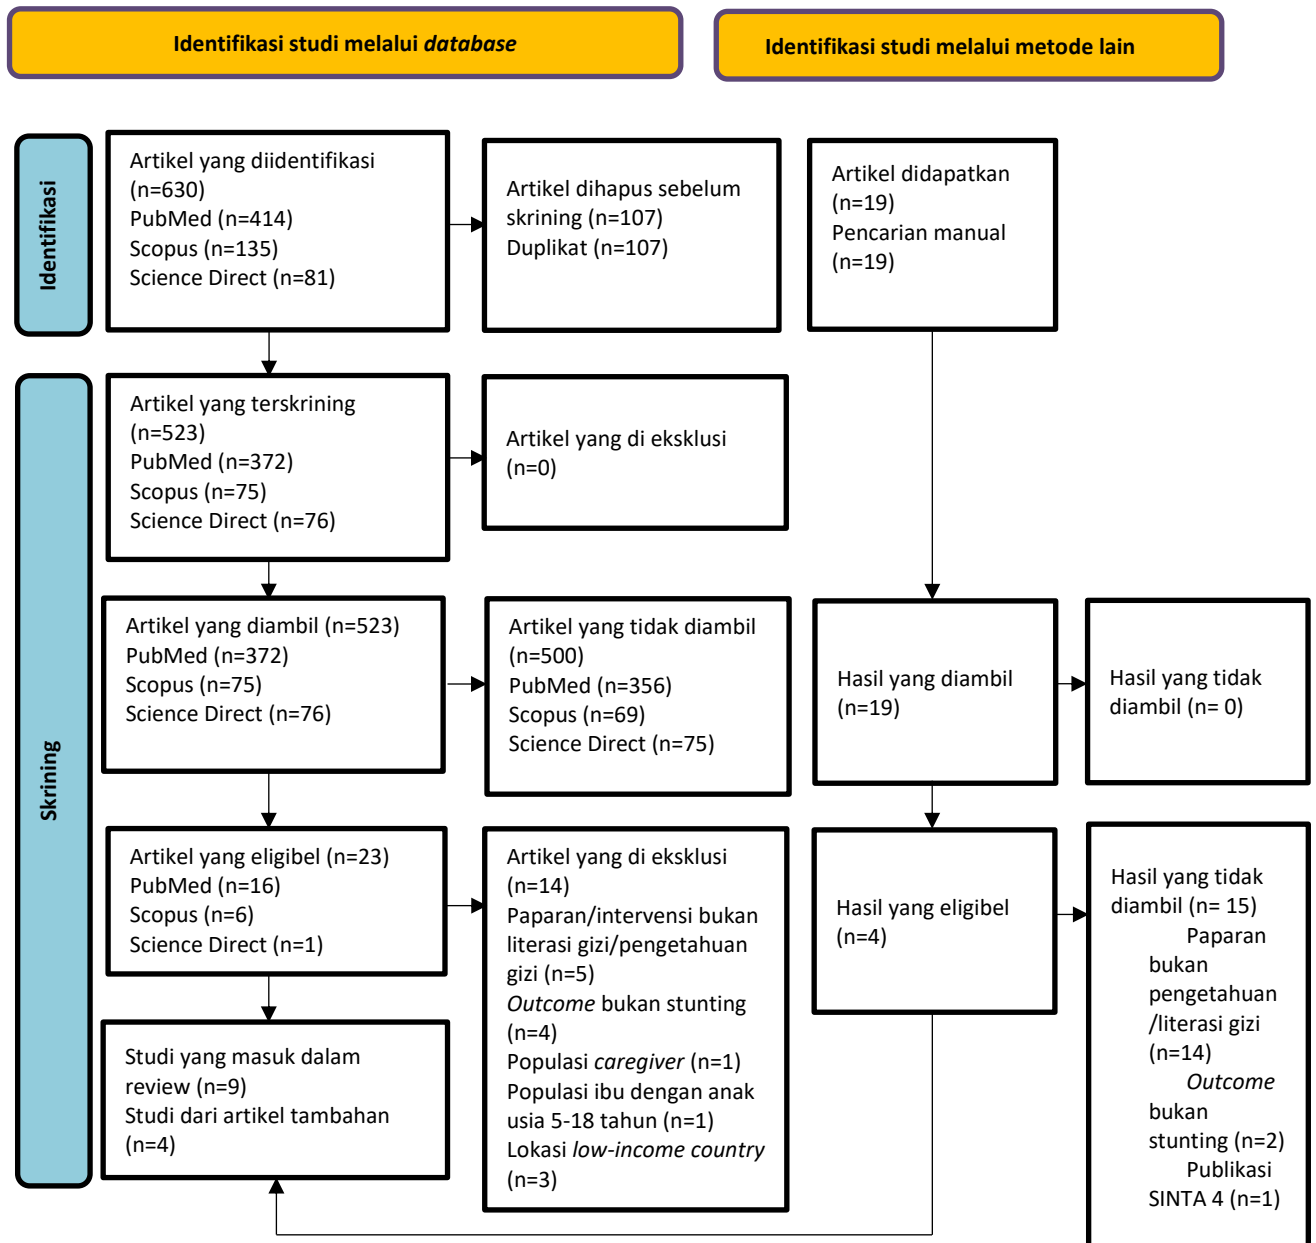 Identifikasi studi melalui database
Identifikasi studi melalui metode lain
Identifikasi
Artikel yang diidentifikasi
(n=630)
PubMed (n=414)
Scopus (n=135)
Science Direct (n=81)
Artikel dihapus sebelum
skrining (n=107)
Duplikat (n=107)
Artikel didapatkan
(n=19)
Pencarian manual
(n=19)
Skrining
Artikel yang terskrining
(n=523)
PubMed (n=372)
Scopus (n=75)
Science Direct (n=76)
Artikel yang di eksklusi
(n=0)
Artikel yang diambil (n=523)
PubMed (n=372)
Scopus (n=75)
Science Direct (n=76)
Artikel yang tidak diambil
(n=500)
PubMed (n=356)
Scopus (n=69)
Science Direct (n=75)
Hasil yang diambil
(n=19)
Hasil yang tidak
diambil (n= 0)
Artikel yang eligibel (n=23)
PubMed (n=16)
Scopus (n=6)
Science Direct (n=1)
Artikel yang di eksklusi
(n=14)
Paparan/intervensi bukan
literasi gizi/pengetahuan
gizi (n=5)
Outcome bukan stunting
(n=4)
Populasi caregiver (n=1)
Populasi ibu dengan anak
usia 5-18 tahun (n=1)
Lokasi low-income country
(n=3)
Hasil yang eligibel
(n=4)
Hasil yang tidak
diambil (n= 15)
Paparan
bukan
pengetahuan
/literasi gizi
(n=14)
Outcome
bukan
stunting (n=2)
Publikasi
SINTA 4 (n=1)
Studi yang masuk dalam
review (n=9)
Studi dari artikel tambahan
(n=4)